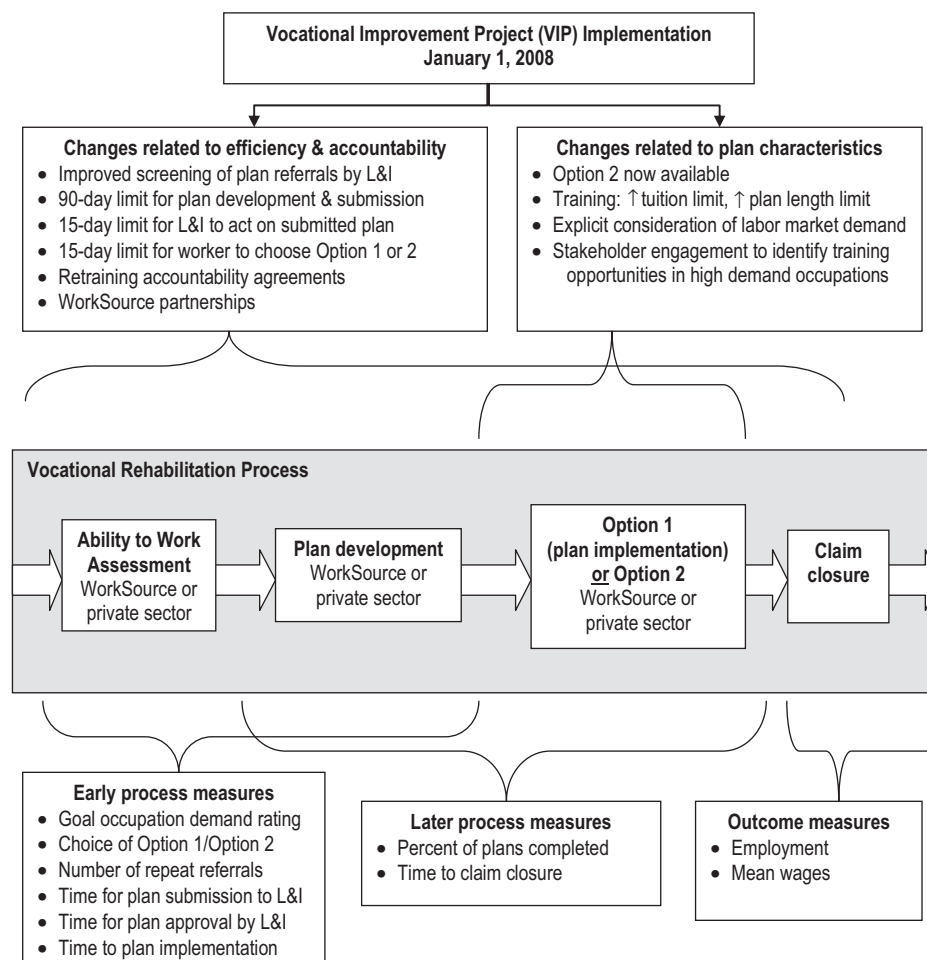 Vocational Improvement Project (VIP) Implementation
January 1, 2008
Changes related to efficiency & accountability
• Improved screening of plan referrals by L&I
• 90-day limit for plan development & submission
• 15-day limit for L&I to act on submitted plan
• 15-day limit for worker to choose Option 1 or 2
• Retraining accountability agreements
• WorkSource partnerships
Changes related to plan characteristics
• Option 2 now available
• Training: ↑ tuition limit, ↑ plan length limit
• Explicit consideration of labor market demand
• Stakeholder engagement to identify training
opportunities in high demand occupations
Vocational Rehabilitation Process
Ability to Work
Assessment
WorkSource or
private sector
Plan development
WorkSource or
private sector
Option 1
(plan implementation)
or Option 2
WorkSource or
private sector
Claim
closure
Early process measures
• Goal occupation demand rating
• Choice of Option 1/Option 2
• Number of repeat referrals
• Time for plan submission to L&I
• Time for plan approval by L&I
• Time to plan implementation
Later process measures
• Percent of plans completed
• Time to claim closure
Outcome measures
• Employment
• Mean wages